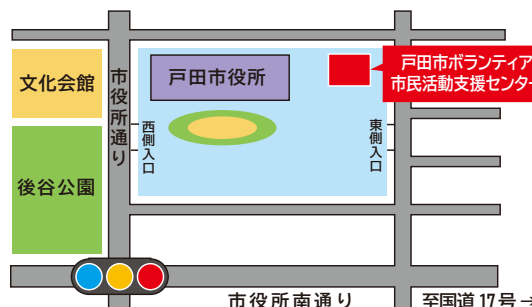 文化会館
市役所通り
戸田市役所
戸田市ボランティア
市民活動支援センター
西側入口
東側入口
後谷公園
市役所南通り
至国道17号→